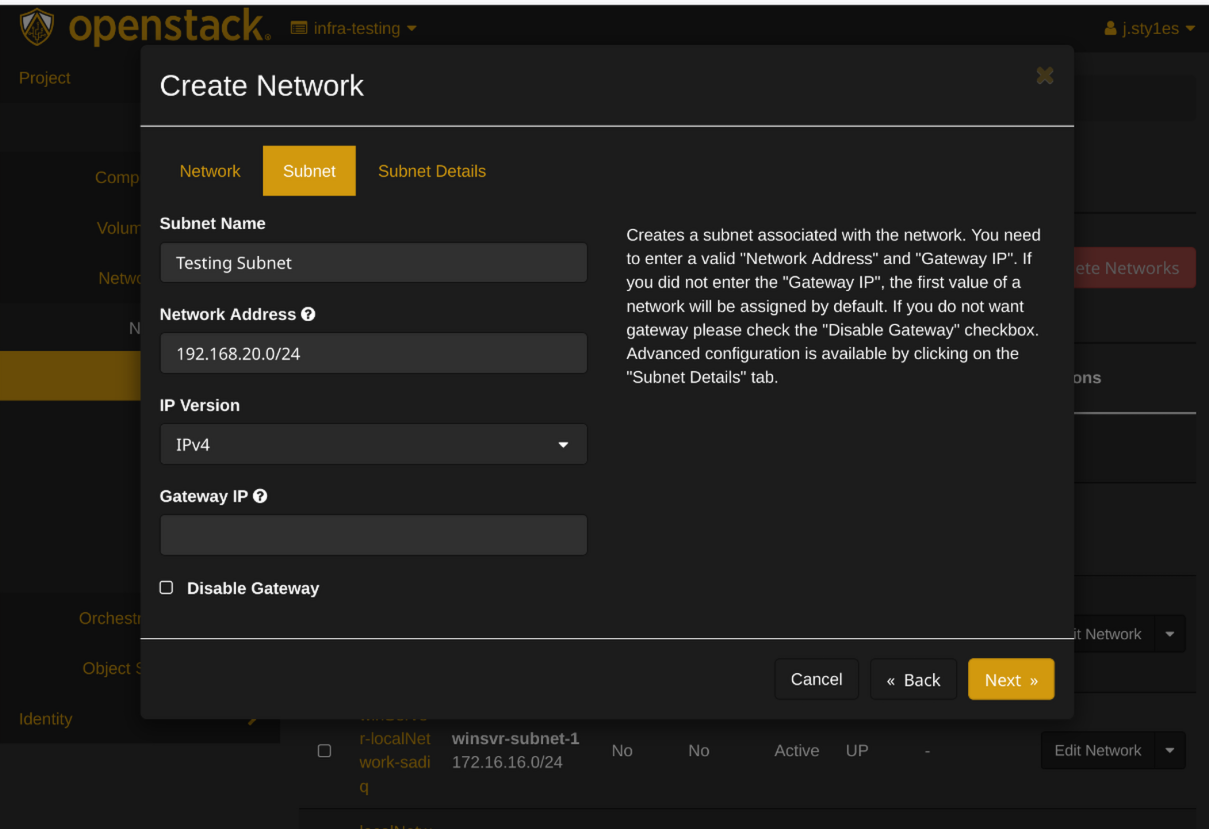 openstack. infra-testing j.sty1es
Project
Create Network
Network Subnet Subnet Details
Comp
Volum
Netwo
N
Subnet Name
Testing Subnet
Network Address
192.168.20.0/24
IP Version
IPv4
Gateway IP
Disable Gateway
Creates a subnet associated with the network. You need
to enter a valid "Network Address" and "Gateway IP". If
you did not enter the "Gateway IP", the first value of a
network will be assigned by default. If you do not want
gateway please check the "Disable Gateway" checkbox.
Advanced configuration is available by clicking on the
"Subnet Details" tab.
ete Networks
ons
Orchestr
Object S
it Network
Cancel « Back Next »
Identity
r-localNet
work-sadi
q
winsvr-subnet-1
172.16.16.0/24
No No Active UP - Edit Network